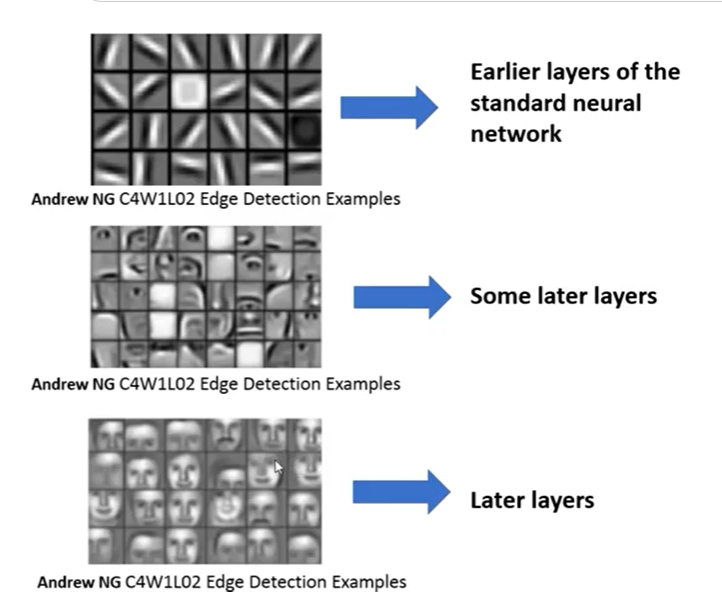 Earlier layers of the
standard neural
network
Andrew NG C4W1L02 Edge Detection Examples
Some later layers
Andrew NG C4W1L02 Edge Detection Examples
Later layers
Andrew NG C4W1L02 Edge Detection Examples